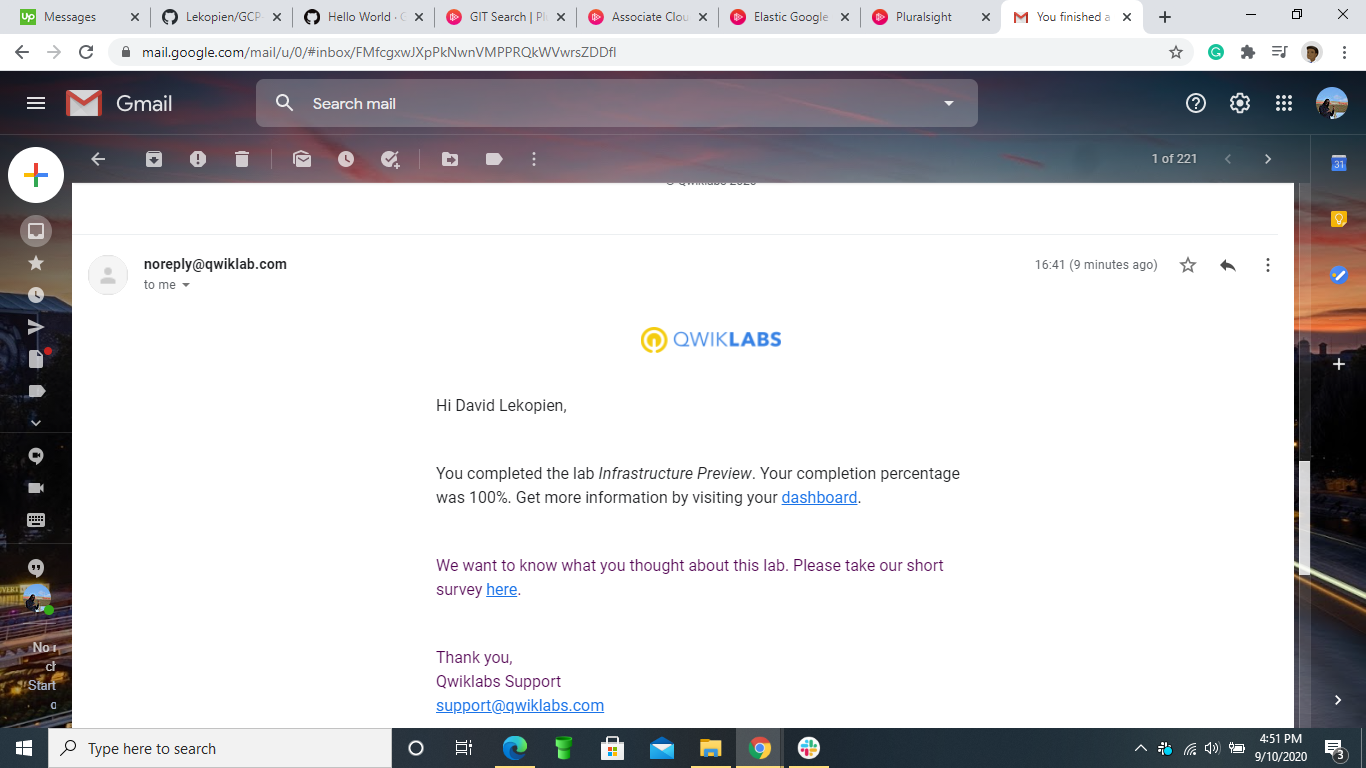 Messages
Lekopien/GCP-
Hello World · G
GIT Search | Pl
Associate Clou
Elastic Google
Pluralsight
You finished a
mail.google.com/mail/u/0/#inbox/FMfcgxwJXpPkNwnVMPPRQkWVwrsZDDfl
Gmail
Search mail
1 of 221
31
© Qwiklabs 2020
noreply@qwiklab.com
to me
16:41 (9 minutes ago)
QWIKLABS
Hi David Lekopien,
You completed the lab Infrastructure Preview. Your completion percentage
was 100%. Get more information by visiting your dashboard.
We want to know what you thought about this lab. Please take our short
survey here.
Thank you,
Qwiklabs Support
support@qwiklabs.com
No
Start
Type here to search
4:51 PM
9/10/2020
3